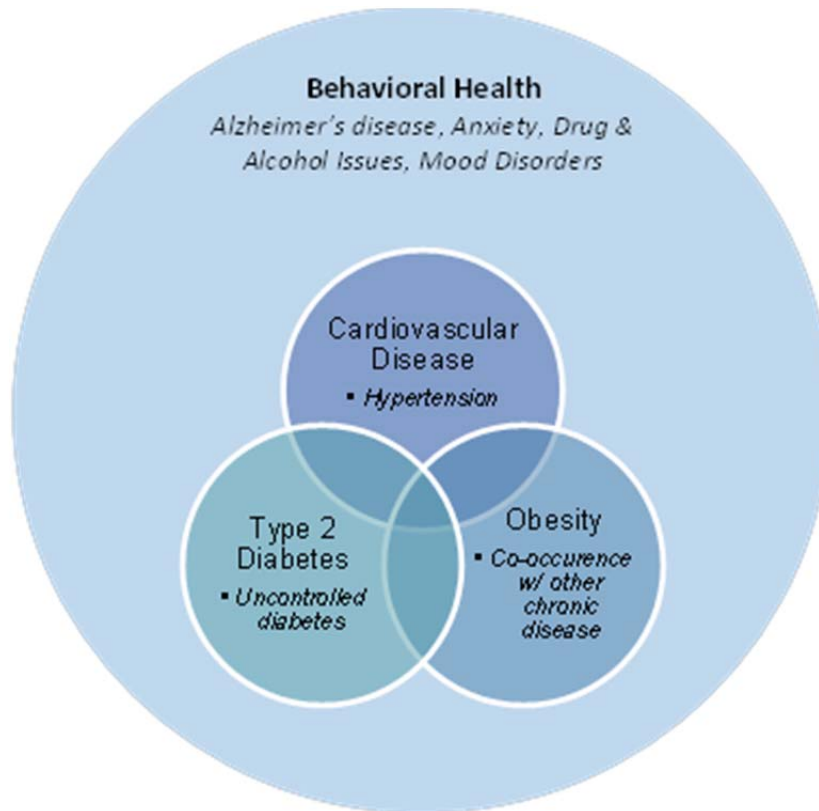 Behavioral Health
Alzheimer's disease, Anxiety, Drug &
Alcohol Issues, Mood Disorders
Cardiovascular
Disease
▪ Hypertension
Type 2
Diabetes
▪ Uncontrolled
diabetes
Obesity
▪ Co-occurence
w/ other
chronic
disease